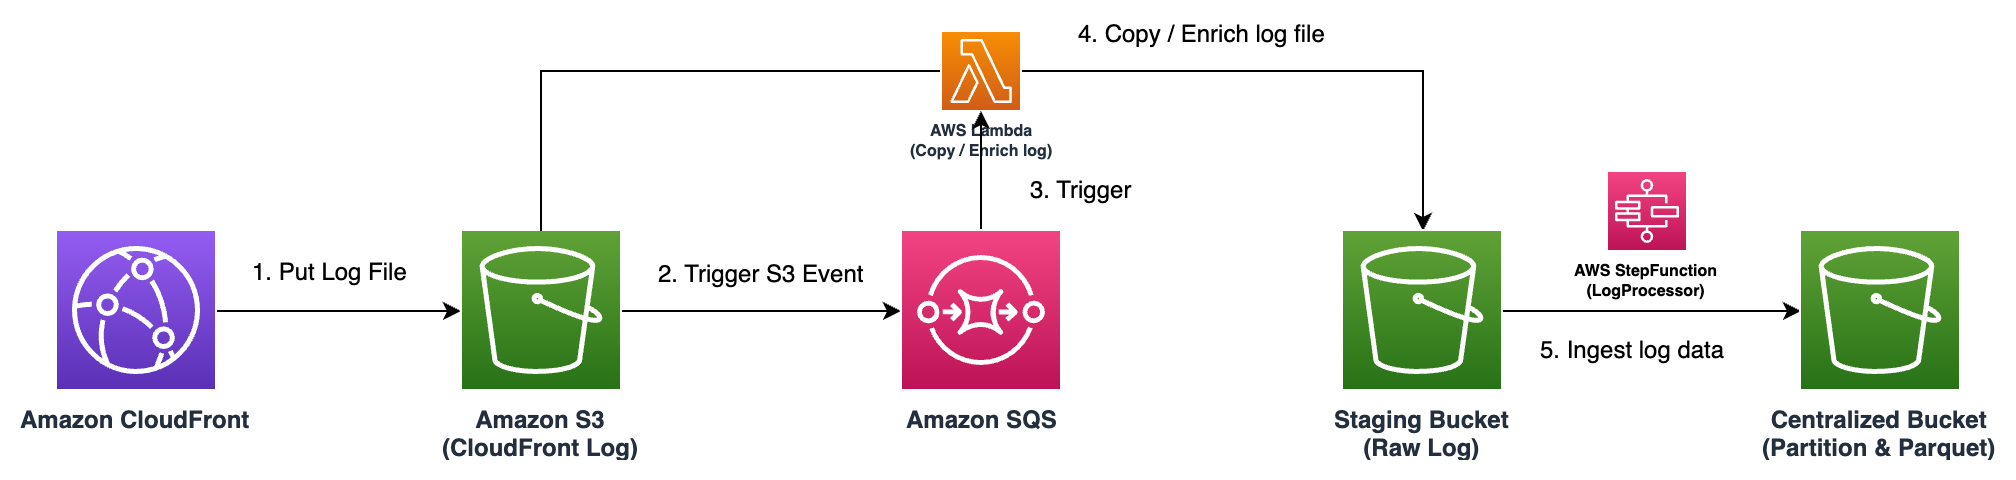 4. Copy / Enrich log file
AWS Lambda
(Copy / Enrich log)
3. Trigger
1. Put Log File
2. Trigger S3 Event
AWS StepFunction
(LogProcessor)
5. Ingest log data
Amazon CloudFront
Amazon S3
(CloudFront Log)
Amazon SQS
Staging Bucket
(Raw Log)
Centralized Bucket
(Partition & Parquet)